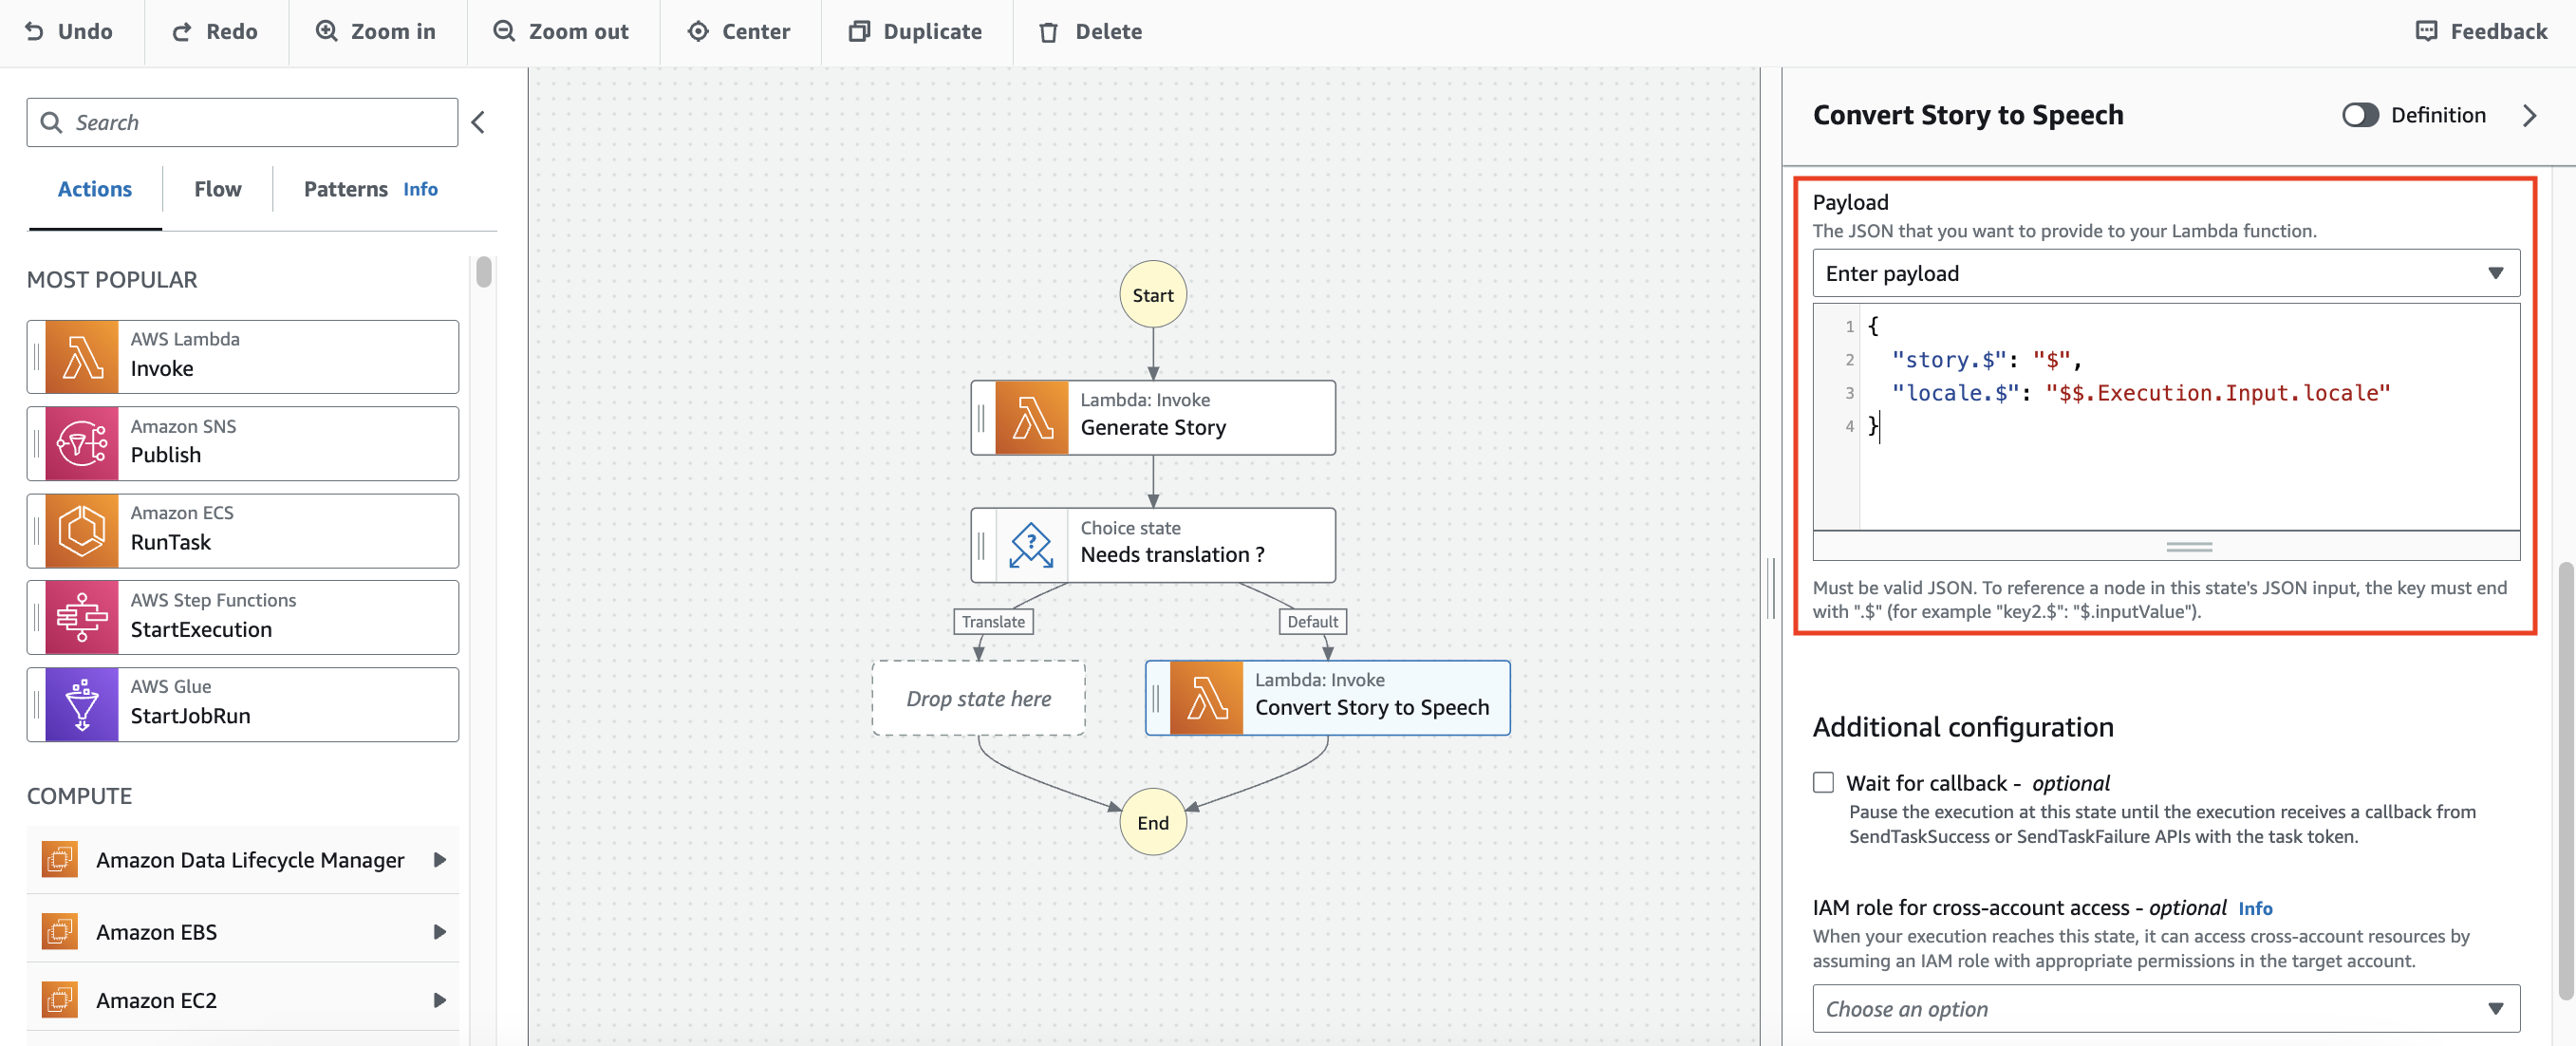 Undo
Redo
Zoom in
Zoom out
Center
Duplicate
Delete
Feedback
Search
Actions
Flow
Patterns Info
MOST POPULAR
AWS Lambda
Invoke
Amazon SNS
Publish
Amazon ECS
RunTask
AWS Step Functions
StartExecution
AWS Glue
StartJobRun
COMPUTE
Amazon Data Lifecycle Manager
Amazon EBS
Amazon EC2
Start
Lambda: Invoke
Generate Story
Choice state
Needs translation ?
Translate
Default
Drop state here
Lambda: Invoke
Convert Story to Speech
End
Convert Story to Speech
Definition
Payload
The JSON that you want to provide to your Lambda function.
Enter payload
1 {
2 "story.$": "$",
3 "locale.$": "$$.Execution.Input.locale"
4 }
Must be valid JSON. To reference a node in this state's JSON input, the key must end
with ".$" (for example "key2.$": "$.inputValue").
Additional configuration
Wait for callback - optional
Pause the execution at this state until the execution receives a callback from
SendTaskSuccess or SendTaskFailure APIs with the task token.
IAM role for cross-account access - optional Info
When your execution reaches this state, it can access cross-account resources by
assuming an IAM role with appropriate permissions in the target account.
Choose an option